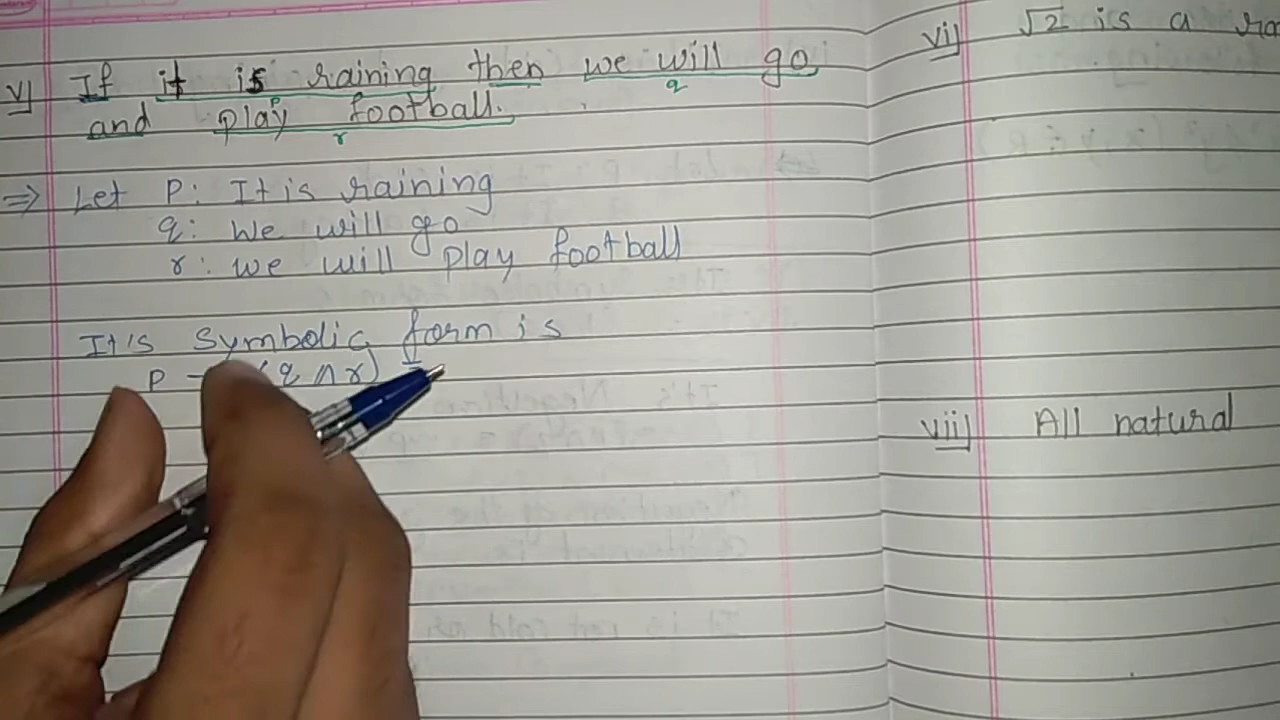 v) If it is raining then we will go
p q
and play football.
r
⇒ Let P: It is raining
q: We will go
r: we will play football
It's Symbolic form is
p (q ∧ r)
vi) √2 is a
vii) All natural